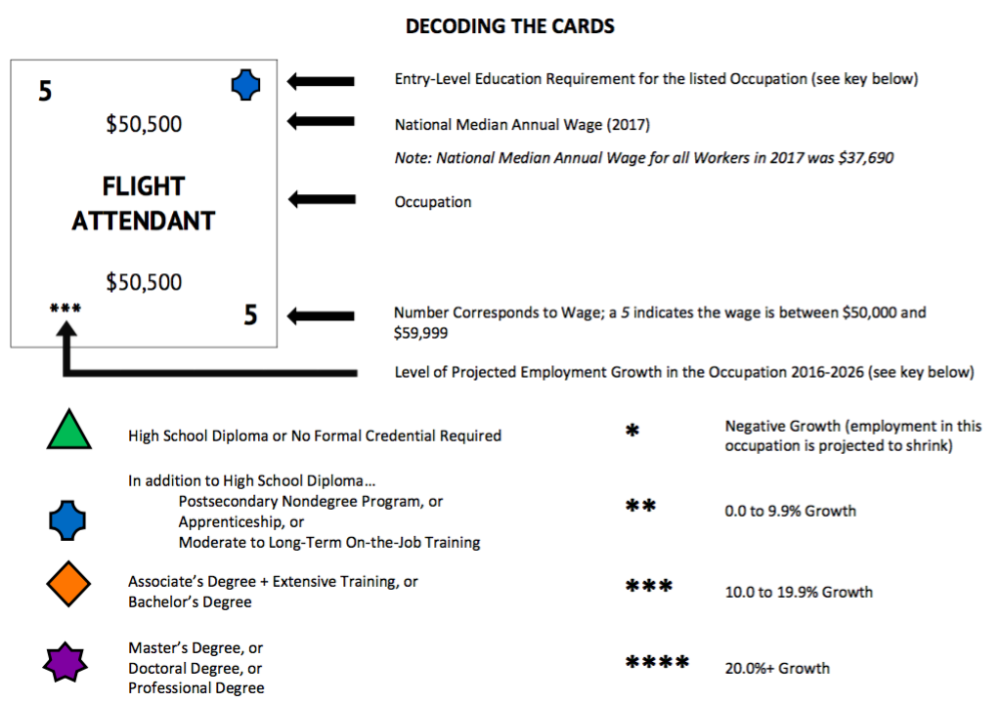 DECODING THE CARDS
5
$50,500
FLIGHT
ATTENDANT
$50,500
***
5
Entry-Level Education Requirement for the listed Occupation (see key below)
National Median Annual Wage (2017)
Note: National Median Annual Wage for all Workers in 2017 was $37,690
Occupation
Number Corresponds to Wage; a 5 indicates the wage is between $50,000 and
$59,999
Level of Projected Employment Growth in the Occupation 2016-2026 (see key below)
High School Diploma or No Formal Credential Required
In addition to High School Diploma…
Postsecondary Nondegree Program, or
Apprenticeship, or
Moderate to Long-Term On-the-Job Training
Associate's Degree + Extensive Training, or
Bachelor's Degree
Master's Degree, or
Doctoral Degree, or
Professional Degree
*
Negative Growth (employment in this
occupation is projected to shrink)
**
0.0 to 9.9% Growth
***
10.0 to 19.9% Growth
****
20.0%+ Growth